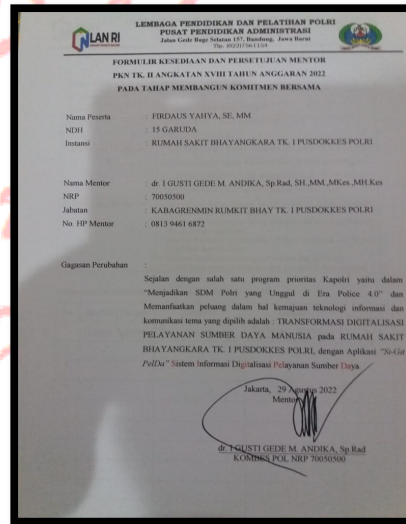 LAN RI
LEMBAGA PENDIDIKAN DAN PELATIHAN POLRI
PUSAT PENDIDIKAN ADMINISTRASI
Jalan Gede Bage Selatan 157, Bandung, Jawa Barat
FORMULIR KESEDIAAN DAN PERSETUJUAN MENTOR
PKN TK. II ANGKATAN XVIII TAHUN ANGGARAN 2022
PADA TAHAP MEMBANGUN KOMITMEN BERSAMA
Nama Peserta : FIRDAUS YAHYA, SE, MM
NDH : 15 GARUDA
Instansi : RUMAH SAKIT BHAYANGKARA TK. I PUSDOKKES POLRI
Nama Mentor : dr. I GUSTI GEDE M. ANDIKA, Sp.Rad, SH.,MM.,MKes.,MH.Kes
NRP : 70050500
Jabatan : KABAGRENMIN RUMKIT BHAY TK. I PUSDOKKES POLRI
No. HP Mentor : 0813 9461 6872
Gagasan Perubahan :
Sejalan dengan salah satu program prioritas Kapolri yaitu dalam
"Menjadikan SDM Polri yang Unggul di Era Police 4.0" dan
Memanfaatkan peluang dalam hal kemajuan teknologi informasi dan
komunikasi tema yang dipilih adalah : TRANSFORMASI DIGITALISASI
PELAYANAN SUMBER DAYA MANUSIA pada RUMAH SAKIT
BHAYANGKARA TK. I PUSDOKKES POLRI, dengan Aplikasi "Si-Git
PelDa" Sistem Informasi Digitalisasi Pelayanan Sumber Daya
Jakarta, 29 Agustus 2022
Mentor
dr. I GUSTI GEDE M. ANDIKA, Sp.Rad
KOMBES POL NRP 70050500